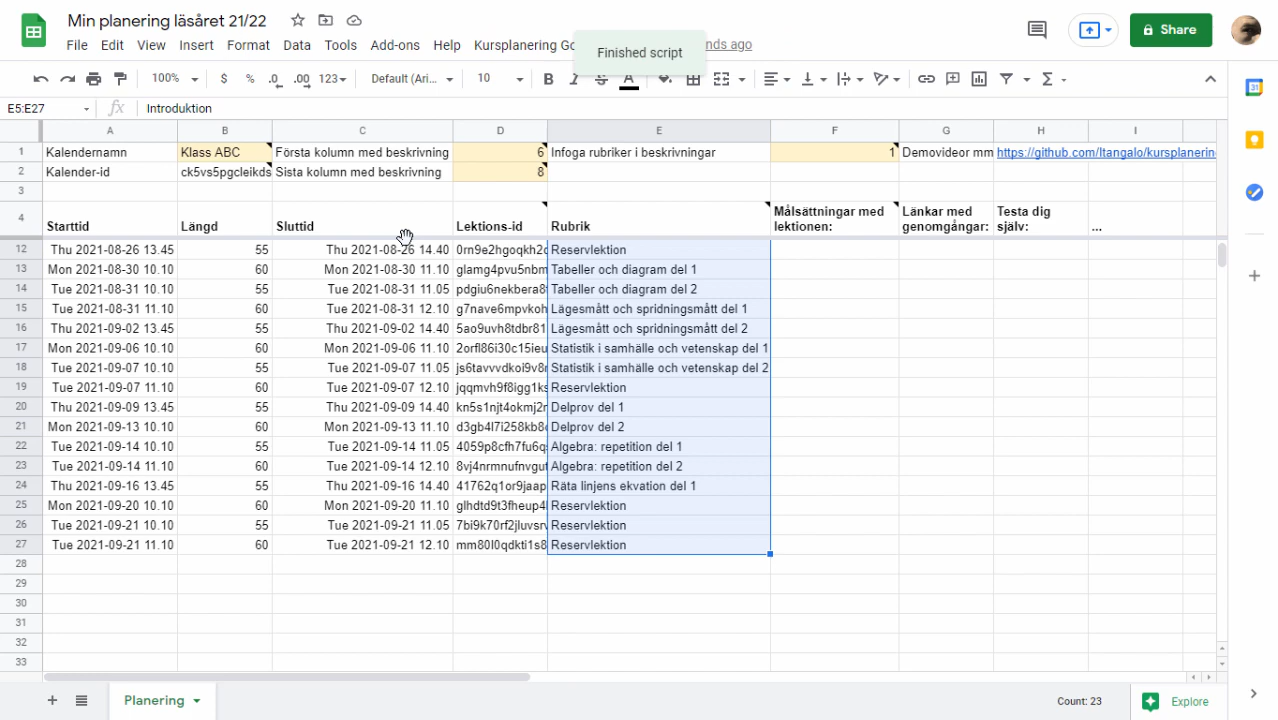 Min planering läsåret 21/22
File Edit View Insert Format Data Tools Add-ons Help Kursplanering Go nds ago
Finished script
Share
100% $ % .0 .00 123 Default (Ari... 10 B I S A
E5:E27 fx Introduktion
A B C D E F G H I
1 Kalendernamn Klass ABC Första kolumn med beskrivning 6 Infoga rubriker i beskrivningar 1 Demovideor mm https://github.com/Itangalo/kursplanering
2 Kalender-id ck5vs5pgcleikds Sista kolumn med beskrivning 8
3
4 Starttid Längd Sluttid Lektions-id Rubrik Målsättningar med lektionen: Länkar med genomgångar: Testa dig själv: ...
12 Thu 2021-08-26 13.45 55 Thu 2021-08-26 14.40 0rn9e2hgoqkh2c Reservlektion
13 Mon 2021-08-30 10.10 60 Mon 2021-08-30 11.10 glamg4pvu5nbm Tabeller och diagram del 1
14 Tue 2021-08-31 10.10 55 Tue 2021-08-31 11.05 pdgiu6nekbera8 Tabeller och diagram del 2
15 Tue 2021-08-31 11.10 60 Tue 2021-08-31 12.10 g7nave6mpvkoh Lägesmått och spridningsmått del 1
16 Thu 2021-09-02 13.45 55 Thu 2021-09-02 14.40 5ao9uvh8tdbr81 Lägesmått och spridningsmått del 2
17 Mon 2021-09-06 10.10 60 Mon 2021-09-06 11.10 2orfl86i30c15ieu Statistik i samhälle och vetenskap del 1
18 Tue 2021-09-07 10.10 55 Tue 2021-09-07 11.05 js6tavvvdkoi9v8 Statistik i samhälle och vetenskap del 2
19 Tue 2021-09-07 11.10 60 Tue 2021-09-07 12.10 jqqmvh9f8igg1ks Reservlektion
20 Thu 2021-09-09 13.45 55 Thu 2021-09-09 14.40 kn5s1njt4okmj2 Delprov del 1
21 Mon 2021-09-13 10.10 60 Mon 2021-09-13 11.10 d3gb4l7i258kb8 Delprov del 2
22 Tue 2021-09-14 10.10 55 Tue 2021-09-14 11.05 4059p8cfh7fu6q Algebra: repetition del 1
23 Tue 2021-09-14 11.10 60 Tue 2021-09-14 12.10 8vj4nrmnufnvgut Algebra: repetition del 2
24 Thu 2021-09-16 13.45 55 Thu 2021-09-16 14.40 41762q1or9jaap Räta linjens ekvation del 1
25 Mon 2021-09-20 10.10 60 Mon 2021-09-20 11.10 glhdtd9t3fheup4 Reservlektion
26 Tue 2021-09-21 10.10 55 Tue 2021-09-21 11.05 7bi9k70rf2jluvsr Reservlektion
27 Tue 2021-09-21 11.10 60 Tue 2021-09-21 12.10 mm80l0qdkti1s8 Reservlektion
28
29
30
31
32
33
Planering Count: 23 Explore